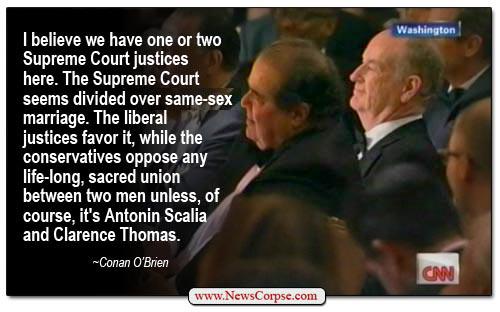 Washington
I believe we have one or two
Supreme Court justices
here. The Supreme Court
seems divided over same-sex
marriage. The liberal
justices favor it, while the
conservatives oppose any
life-long, sacred union
between two men unless, of
course, it's Antonin Scalia
and Clarence Thomas.
~Conan O'Brien
CNN
www.NewsCorpse.com